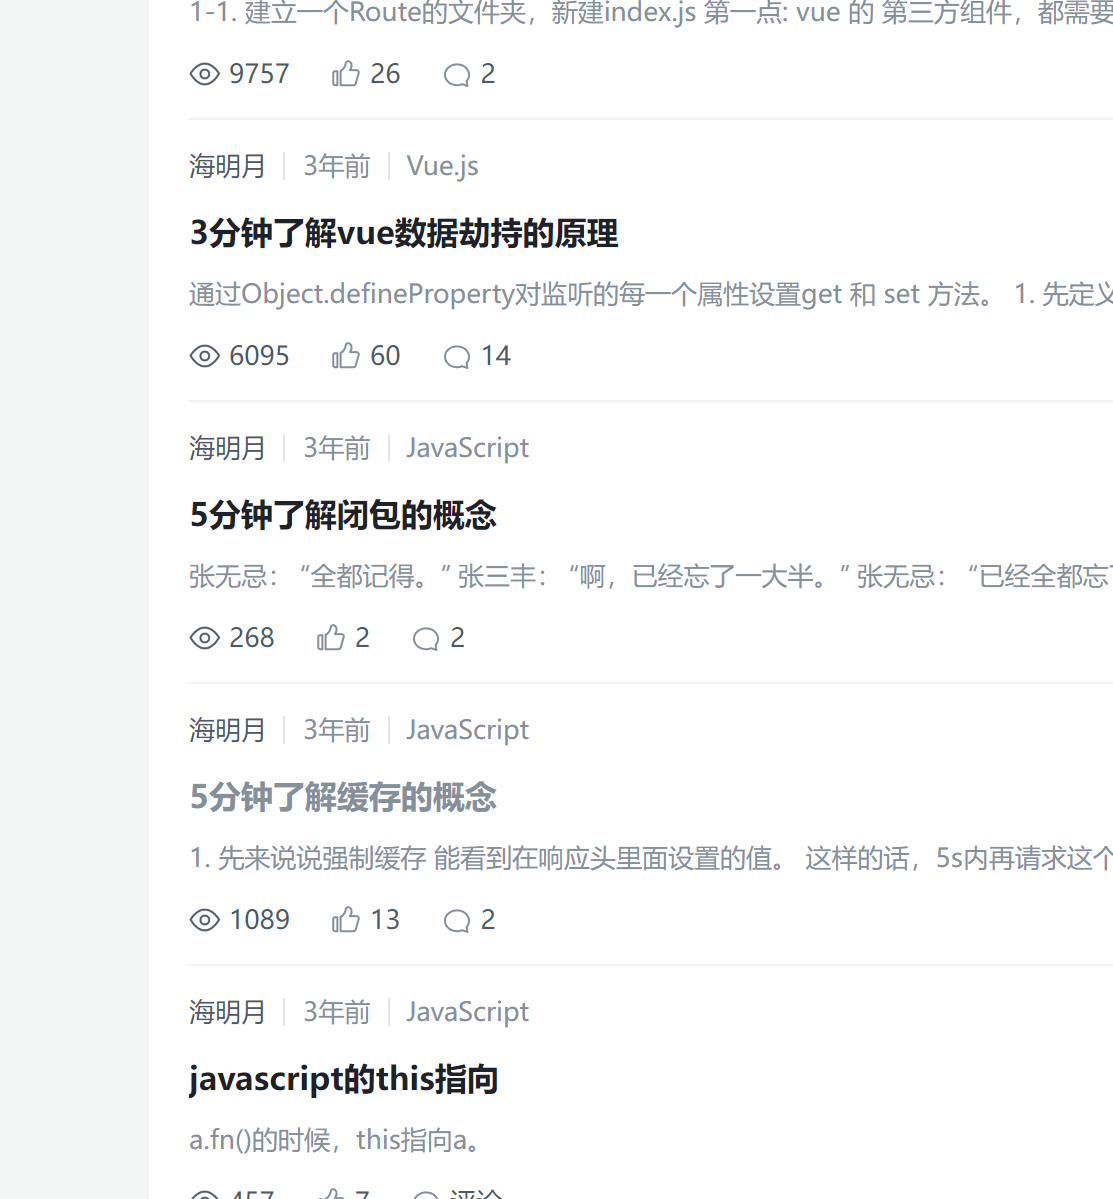 1-1. 建立一个Route的文件夹，新建index.js 第一点: vue 的 第三方组件，都需要
9757 26 2
海明月 3年前 Vue.js
3分钟了解vue数据劫持的原理
通过Object.defineProperty对监听的每一个属性设置get 和 set 方法。 1. 先定义
6095 60 14
海明月 3年前 JavaScript
5分钟了解闭包的概念
张无忌：“全都记得。” 张三丰：“啊，已经忘了一大半。” 张无忌：“已经全都忘了
268 2 2
海明月 3年前 JavaScript
5分钟了解缓存的概念
1. 先来说说强制缓存 能看到在响应头里面设置的值。 这样的话，5s内再请求这个
1089 13 2
海明月 3年前 JavaScript
javascript的this指向
a.fn()的时候，this指向a。
457 7 评论